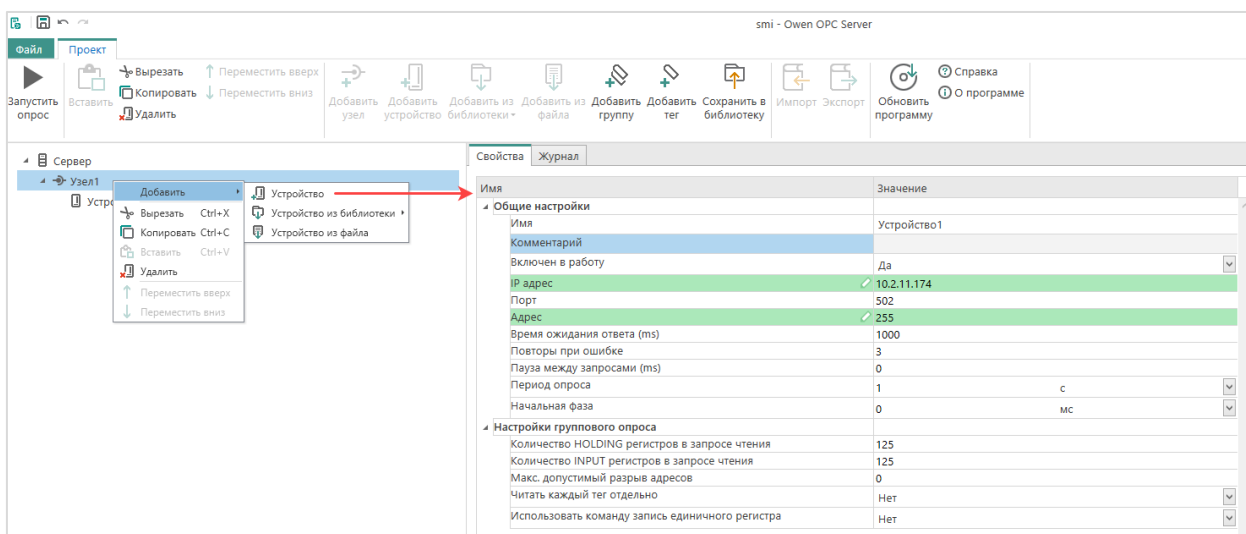 smi - Owen OPC Server
Файл Проект
Запустить опрос
Вставить
Вырезать
Копировать
Удалить
Переместить вверх
Переместить вниз
Добавить узел
Добавить устройство
Добавить из библиотеки
Добавить из файла
Добавить группу
Добавить тег
Сохранить в библиотеку
Импорт
Экспорт
Обновить программу
Справка
О программе
Сервер
Узел1
Устро
Добавить
Вырезать Ctrl+X
Копировать Ctrl+C
Вставить Ctrl+V
Удалить
Переместить вверх
Переместить вниз
Устройство
Устройство из библиотеки
Устройство из файла
Свойства Журнал
Имя Значение
Общие настройки
Имя Устройство1
Комментарий
Включен в работу Да
IP адрес 10.2.11.174
Порт 502
Адрес 255
Время ожидания ответа (ms) 1000
Повторы при ошибке 3
Пауза между запросами (ms) 0
Период опроса 1 с
Начальная фаза 0 мс
Настройки группового опроса
Количество HOLDING регистров в запросе чтения 125
Количество INPUT регистров в запросе чтения 125
Макс. допустимый разрыв адресов 0
Читать каждый тег отдельно Нет
Использовать команду запись единичного регистра Нет